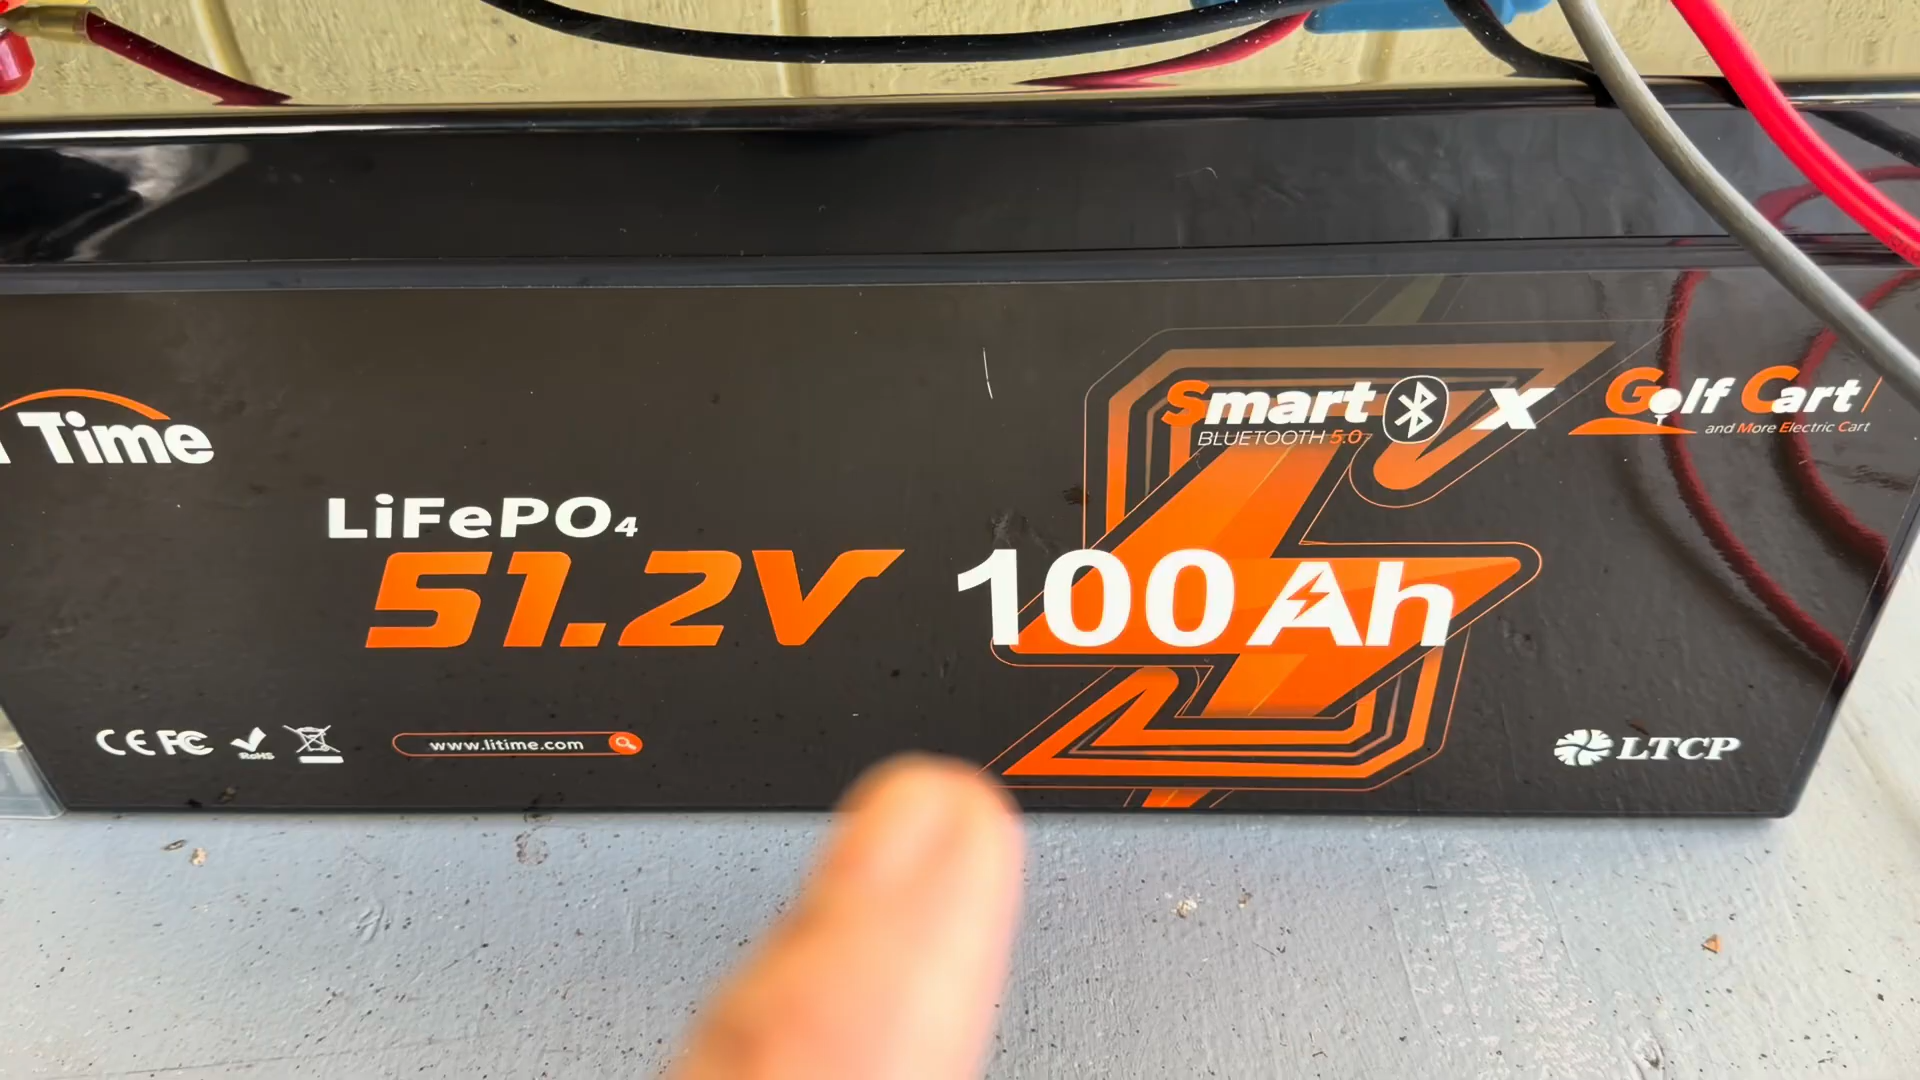 Time
Smart X Golf Cart
BLUETOOTH 5.0
and More Electric Cart
LiFePO4
51.2V 100Ah
CE FC RoHS
www.litime.com
LTCP